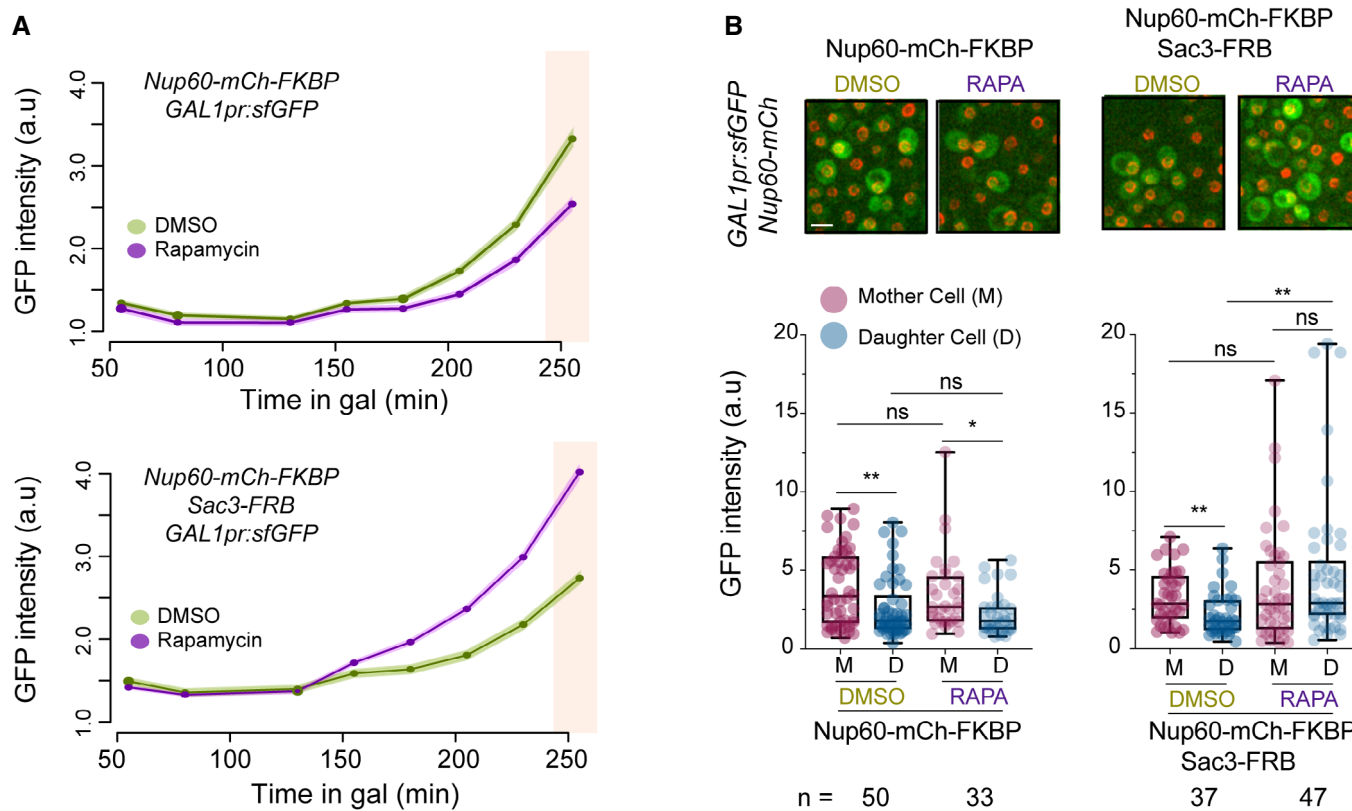 A
Nup60-mCh-FKBP
GAL1pr:sfGFP
GFP intensity (a.u)
4.0
3.0
2.0
1.0
DMSO
Rapamycin
50 100 150 200 250
Time in gal (min)
Nup60-mCh-FKBP
Sac3-FRB
GAL1pr:sfGFP
GFP intensity (a.u)
4.0
3.0
2.0
1.0
DMSO
Rapamycin
50 100 150 200 250
Time in gal (min)
B
Nup60-mCh-FKBP
DMSO RAPA
Nup60-mCh-FKBP
Sac3-FRB
DMSO RAPA
GAL1pr:sfGFP
Nup60-mCh
Mother Cell (M)
Daughter Cell (D)
GFP intensity (a.u)
20
15
10
5
0
ns
ns
*
**
M D M D
DMSO RAPA
Nup60-mCh-FKBP
20
15
10
5
0
**
ns
ns
**
M D M D
DMSO RAPA
Nup60-mCh-FKBP
Sac3-FRB
n = 50 33 37 47